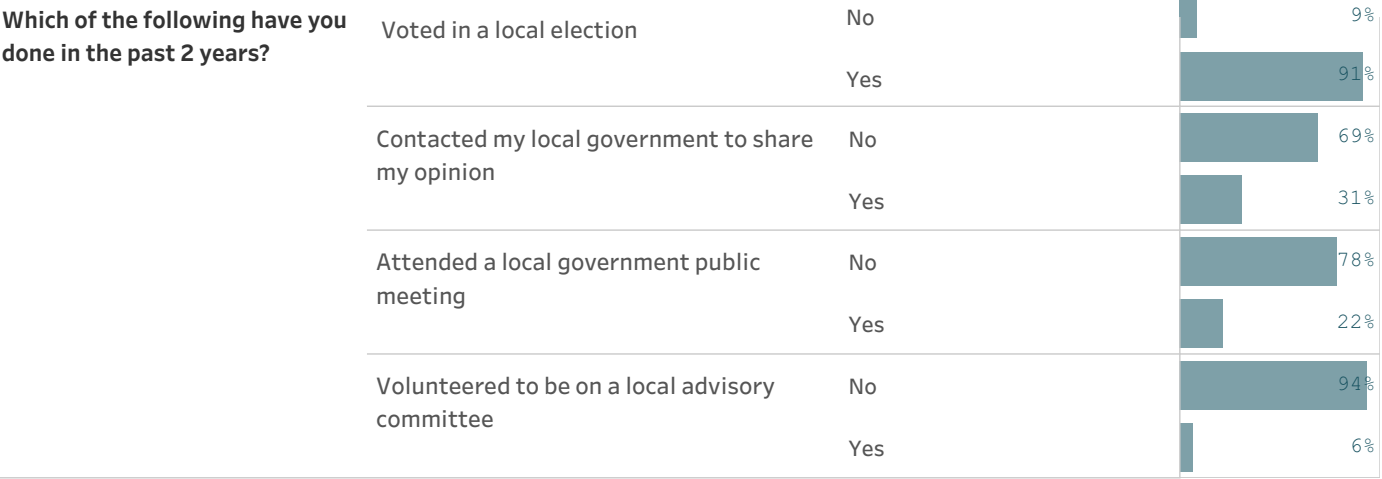 Which of the following have you
done in the past 2 years?
Voted in a local election
No
9%
Yes
91%
Contacted my local government to share
my opinion
No
69%
Yes
31%
Attended a local government public
meeting
No
78%
Yes
22%
Volunteered to be on a local advisory
committee
No
94%
Yes
6%